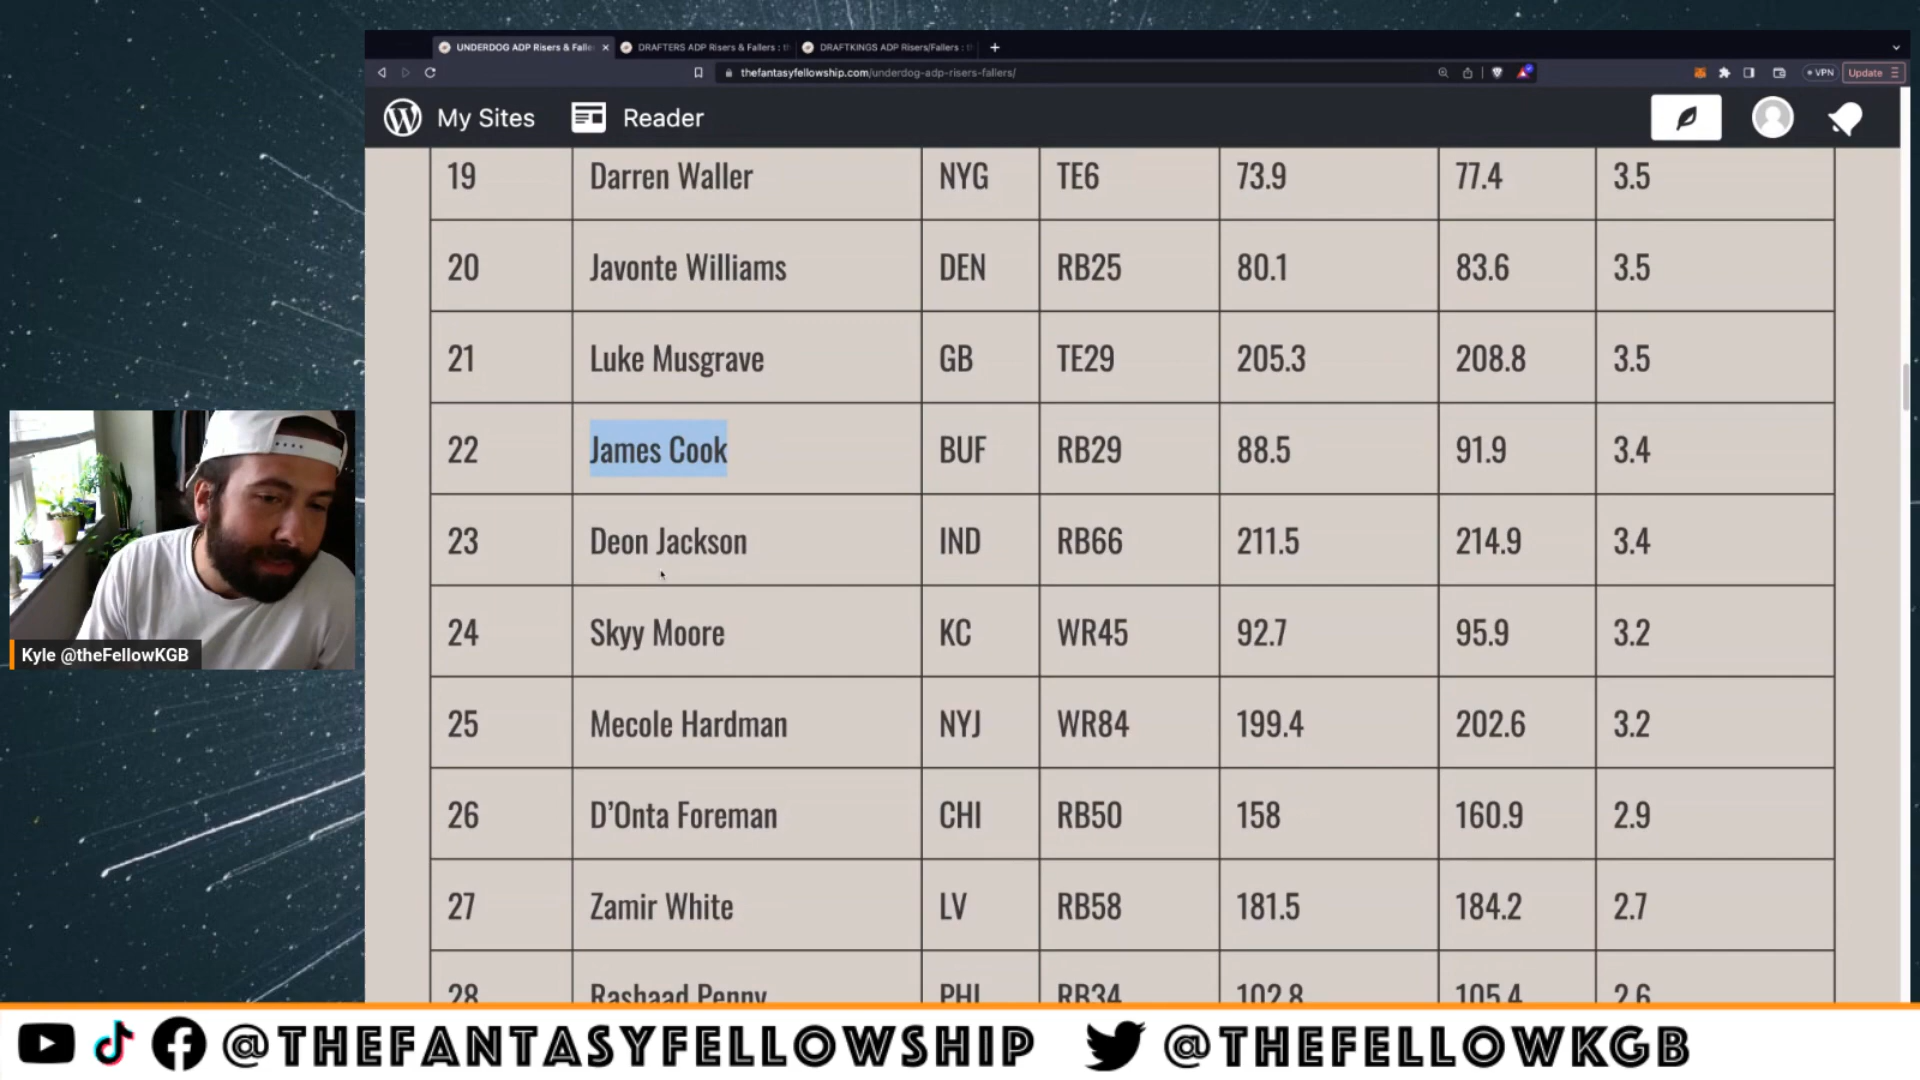 UNDERDOG ADP Risers & Falle
DRAFTERS ADP Risers & Fallers : t
DRAFTKINGS ADP Risers/Fallers :
thefantasyfellowship.com/underdog-adp-risers-fallers/
VPN
Update
My Sites
Reader
19 Darren Waller NYG TE6 73.9 77.4 3.5
20 Javonte Williams DEN RB25 80.1 83.6 3.5
21 Luke Musgrave GB TE29 205.3 208.8 3.5
22 James Cook BUF RB29 88.5 91.9 3.4
23 Deon Jackson IND RB66 211.5 214.9 3.4
24 Skyy Moore KC WR45 92.7 95.9 3.2
25 Mecole Hardman NYJ WR84 199.4 202.6 3.2
26 D’Onta Foreman CHI RB50 158 160.9 2.9
27 Zamir White LV RB58 181.5 184.2 2.7
28 Rashaad Penny PHI RB34 102.8 105.4 2.6
Kyle @theFellowKGB
@THEFANTASYFELLOWSHIP
@THEFELLOWKGB